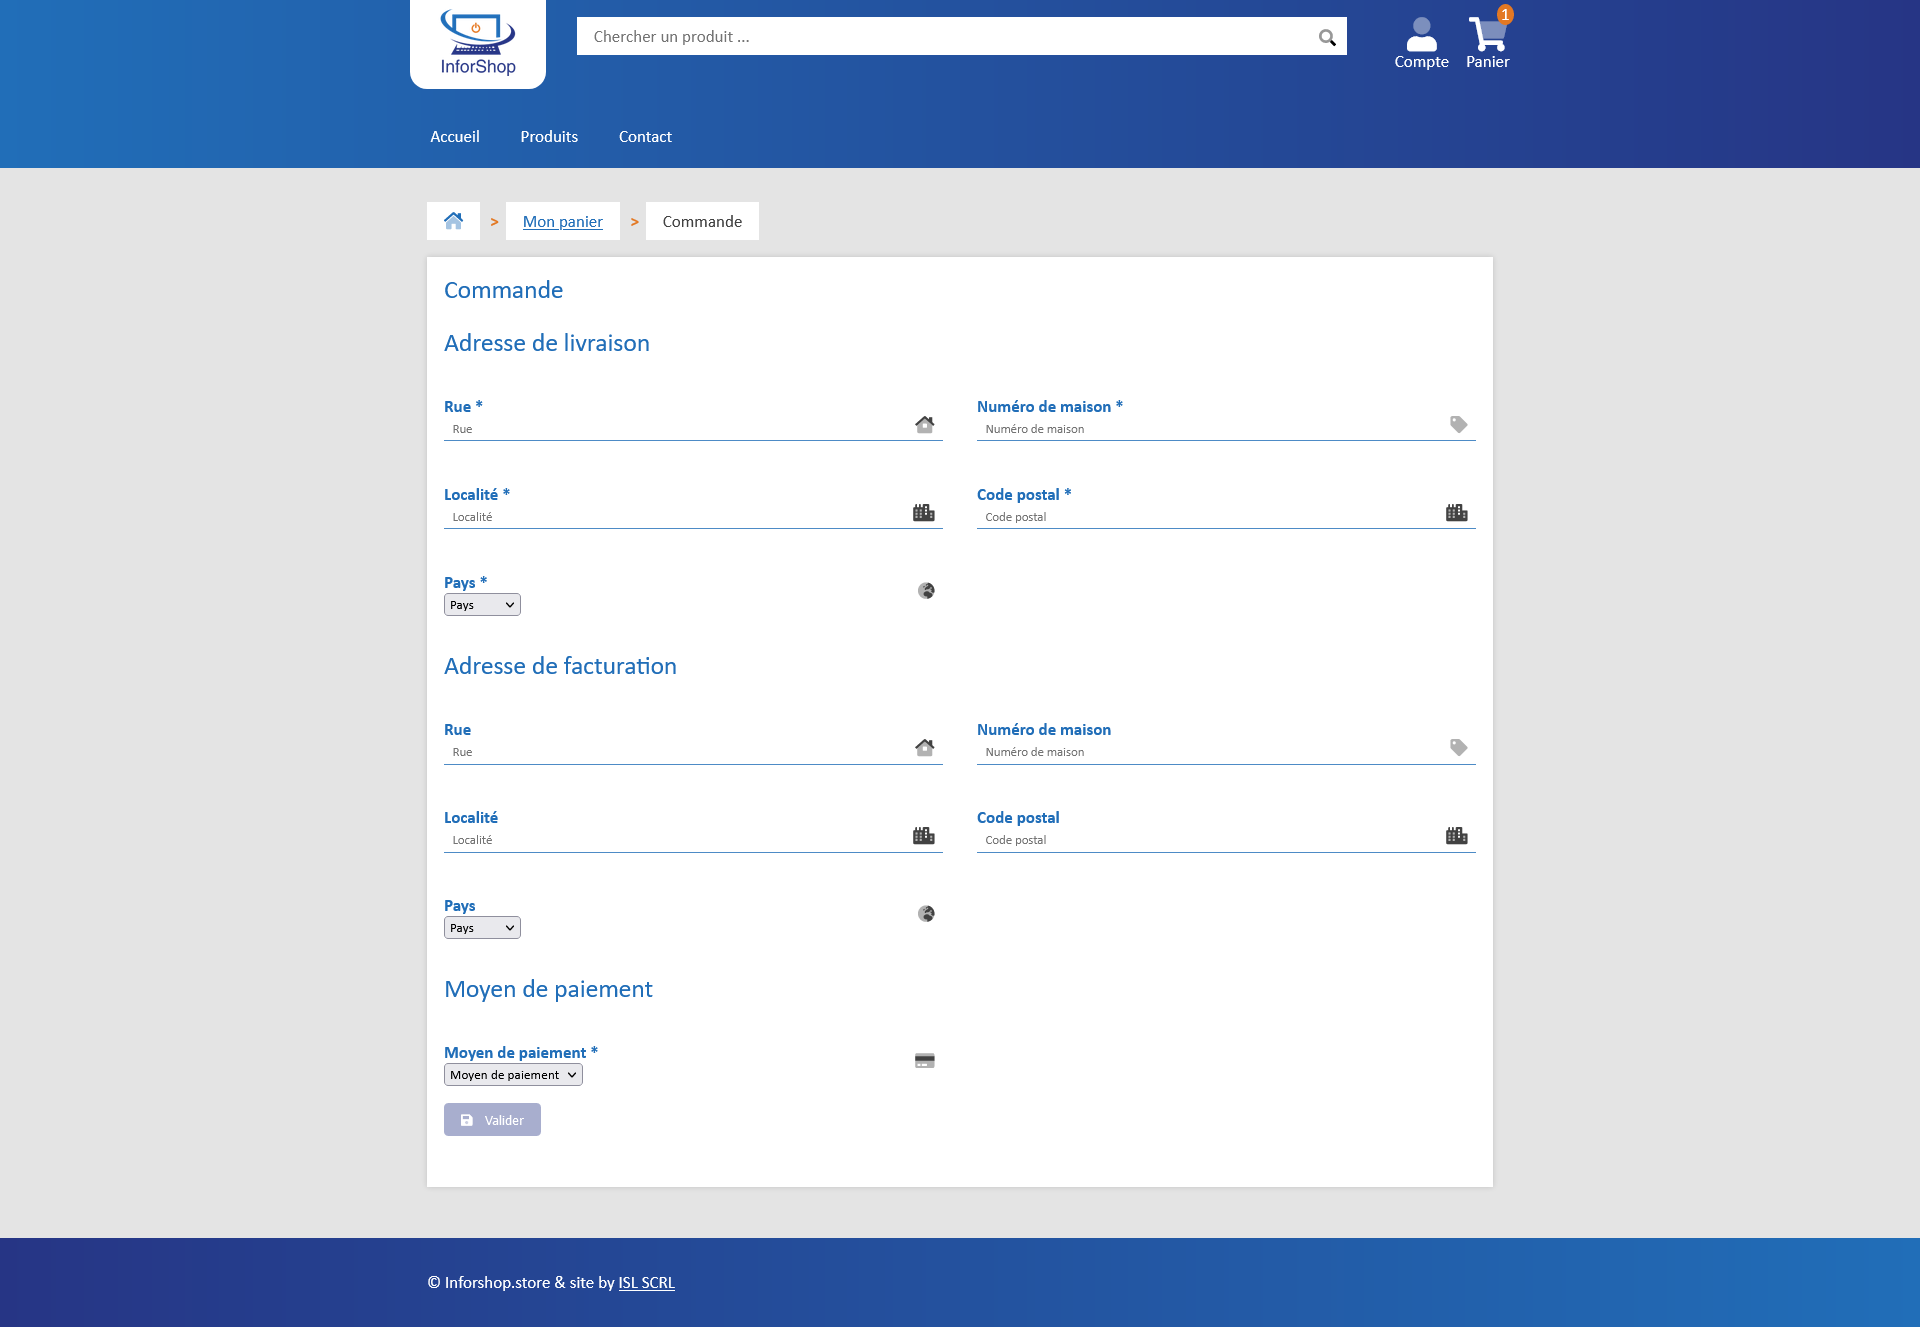 InforShop
Chercher un produit ...
1
Compte
Panier
Accueil
Produits
Contact
> Mon panier > Commande
Commande
Adresse de livraison
Rue *
Rue
Numéro de maison *
Numéro de maison
Localité *
Localité
Code postal *
Code postal
Pays *
Pays
Adresse de facturation
Rue
Rue
Numéro de maison
Numéro de maison
Localité
Localité
Code postal
Code postal
Pays
Pays
Moyen de paiement
Moyen de paiement *
Moyen de paiement
Valider
© Inforshop.store & site by ISL SCRL